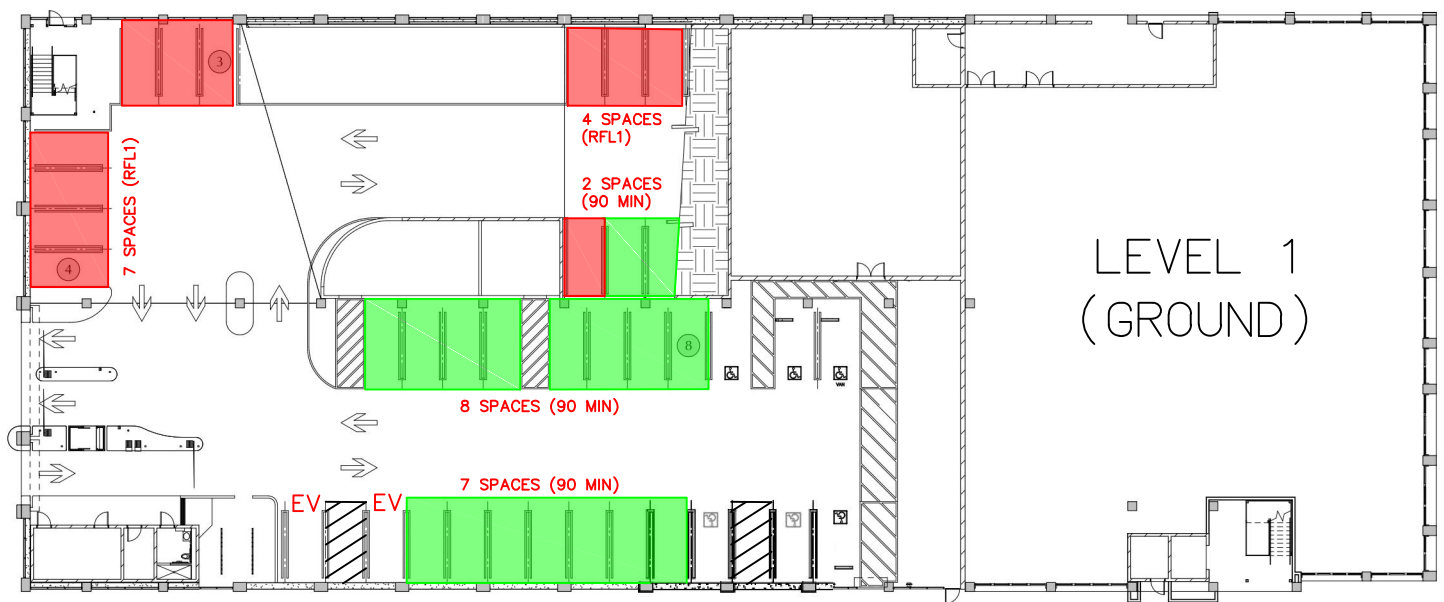 3
4 SPACES
(RFL1)
7 SPACES (RFL1)
2 SPACES
(90 MIN)
4
LEVEL 1
(GROUND)
8
VAN
8 SPACES (90 MIN)
7 SPACES (90 MIN)
EV
EV